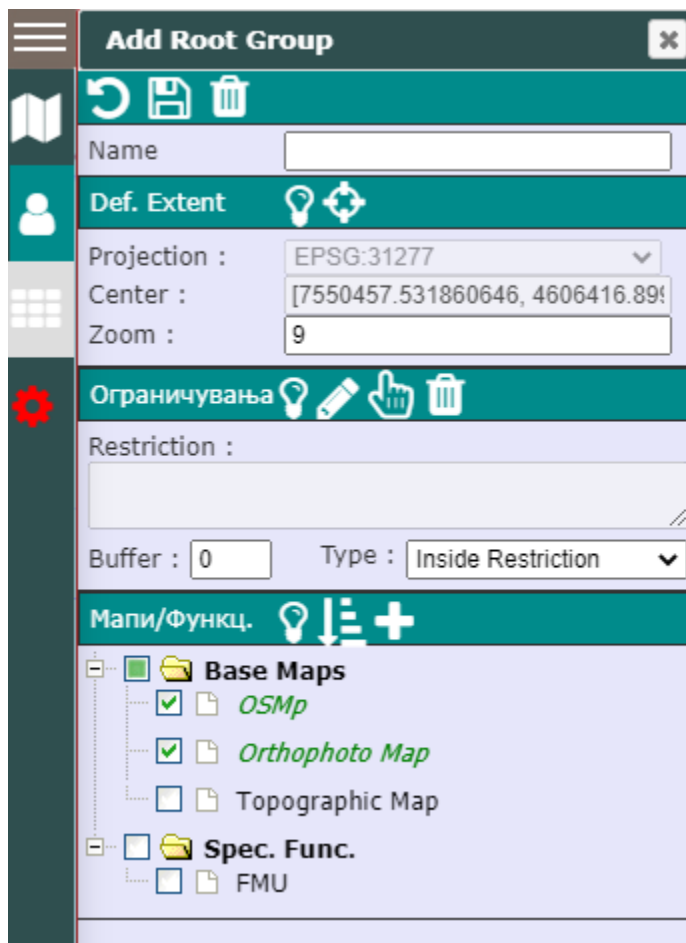 Add Root Group
Name
Def. Extent
Projection : EPSG:31277
Center : [7550457.531860646, 4606416.899
Zoom : 9
Ограничувања
Restriction :
Buffer : 0 Type : Inside Restriction
Мапи/Функц.
Base Maps
OSMp
Orthophoto Map
Topographic Map
Spec. Func.
FMU